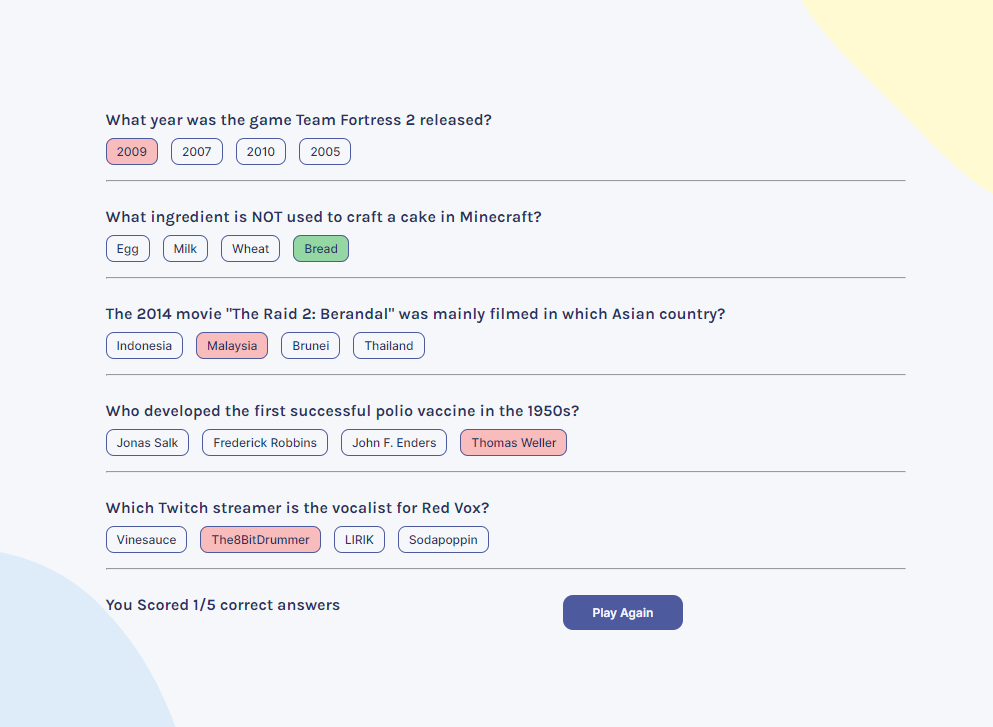 What year was the game Team Fortress 2 released?
2009 2007 2010 2005
What ingredient is NOT used to craft a cake in Minecraft?
Egg Milk Wheat Bread
The 2014 movie "The Raid 2: Berandal" was mainly filmed in which Asian country?
Indonesia Malaysia Brunei Thailand
Who developed the first successful polio vaccine in the 1950s?
Jonas Salk Frederick Robbins John F. Enders Thomas Weller
Which Twitch streamer is the vocalist for Red Vox?
Vinesauce The8BitDrummer LIRIK Sodapoppin
You Scored 1/5 correct answers Play Again